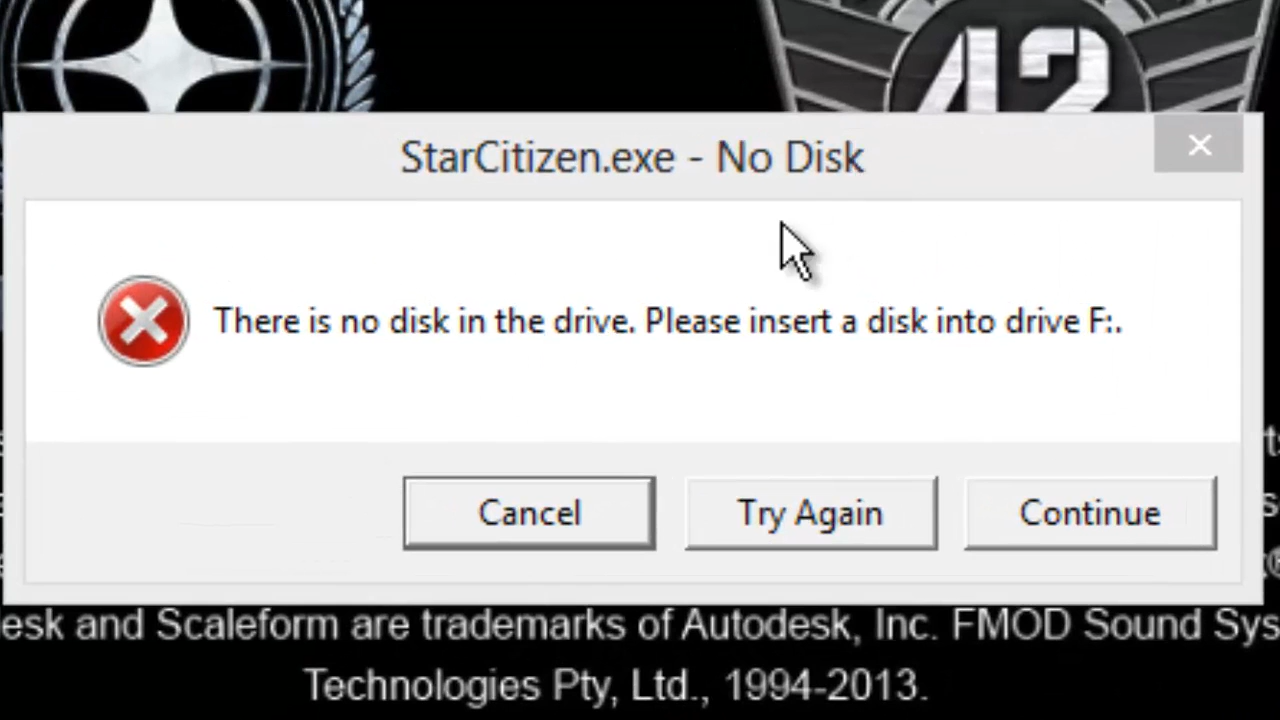 42
StarCitizen.exe - No Disk
There is no disk in the drive. Please insert a disk into drive F:.
Cancel
Try Again
Continue
esk and Scaleform are trademarks of Autodesk, Inc. FMOD Sound Sys
Technologies Pty, Ltd., 1994-2013.